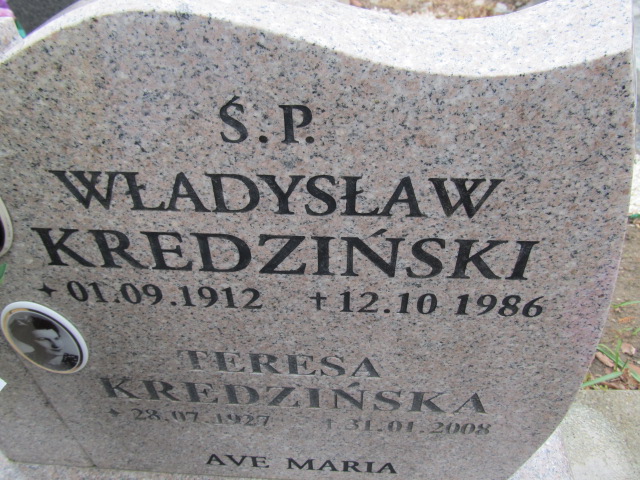 Ś.P.
WŁADYSŁAW
KREDZIŃSKI
✦01.09.1912 †12.10 1986
TERESA
KREDZIŃSKA
✦28.07.1927 †31.01.2008
AVE MARIA